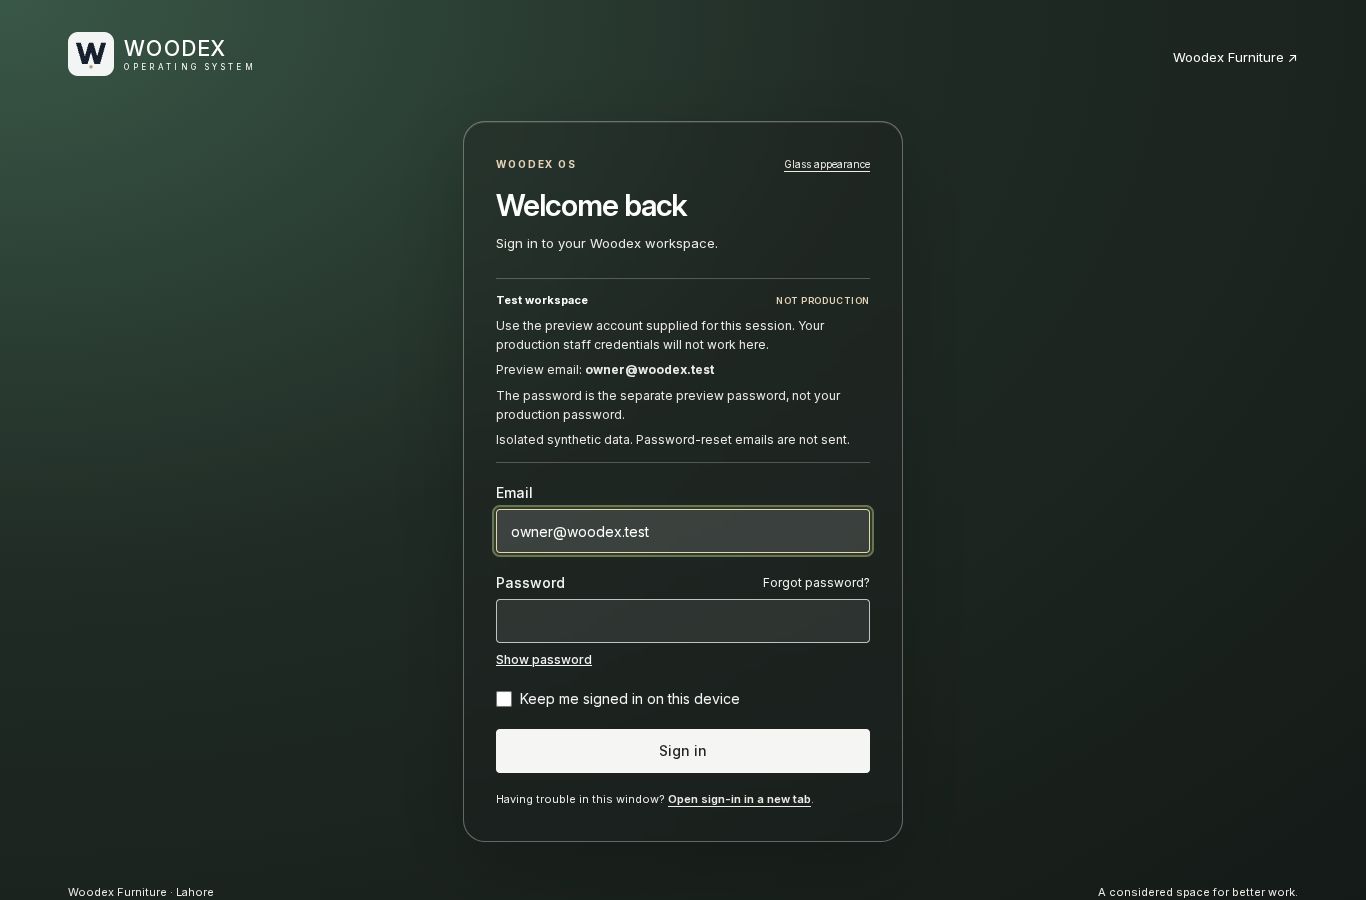 W
WOODEX
OPERATING SYSTEM
Woodex Furniture ↗
WOODEX OS
Glass appearance
Welcome back
Sign in to your Woodex workspace.
Test workspace
NOT PRODUCTION
Use the preview account supplied for this session. Your
production staff credentials will not work here.
Preview email: owner@woodex.test
The password is the separate preview password, not your
production password.
Isolated synthetic data. Password-reset emails are not sent.
Email
owner@woodex.test
Password
Forgot password?
Show password
Keep me signed in on this device
Sign in
Having trouble in this window? Open sign-in in a new tab.
Woodex Furniture · Lahore
A considered space for better work.